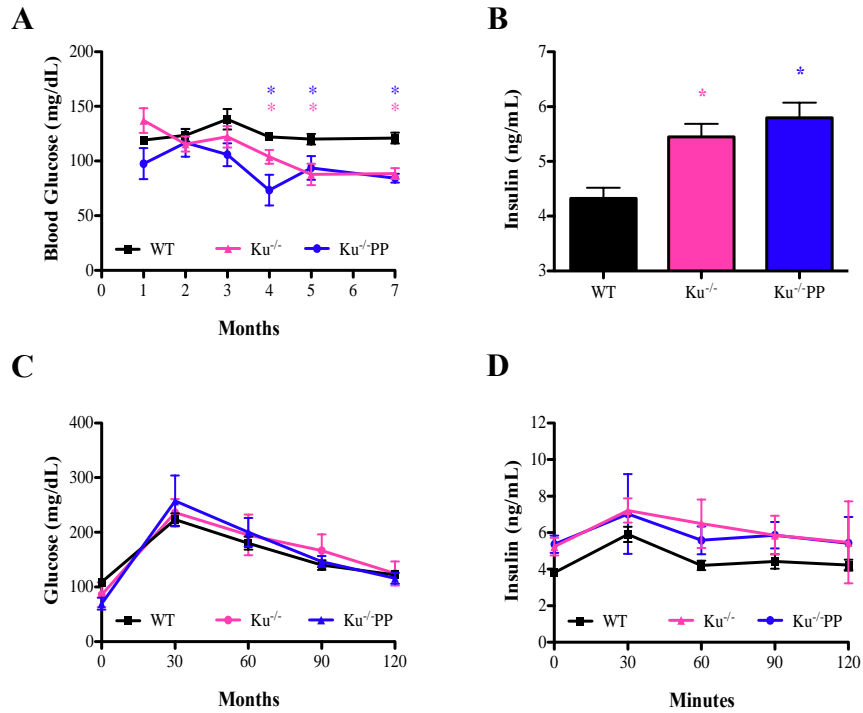 A
Blood Glucose (mg/dL)
200
150
100
50
0
* * *
* * *
WT Ku⁻/⁻ Ku⁻/⁻PP
0 1 2 3 4 5 6 7
Months
B
Insulin (ng/mL)
7
6
5
4
3
* *
WT Ku⁻/⁻ Ku⁻/⁻PP
C
Glucose (mg/dL)
400
300
200
100
0
WT Ku⁻/⁻ Ku⁻/⁻PP
0 30 60 90 120
Months
D
Insulin (ng/mL)
12
10
8
6
4
2
0
WT Ku⁻/⁻ Ku⁻/⁻PP
0 30 60 90 120
Minutes